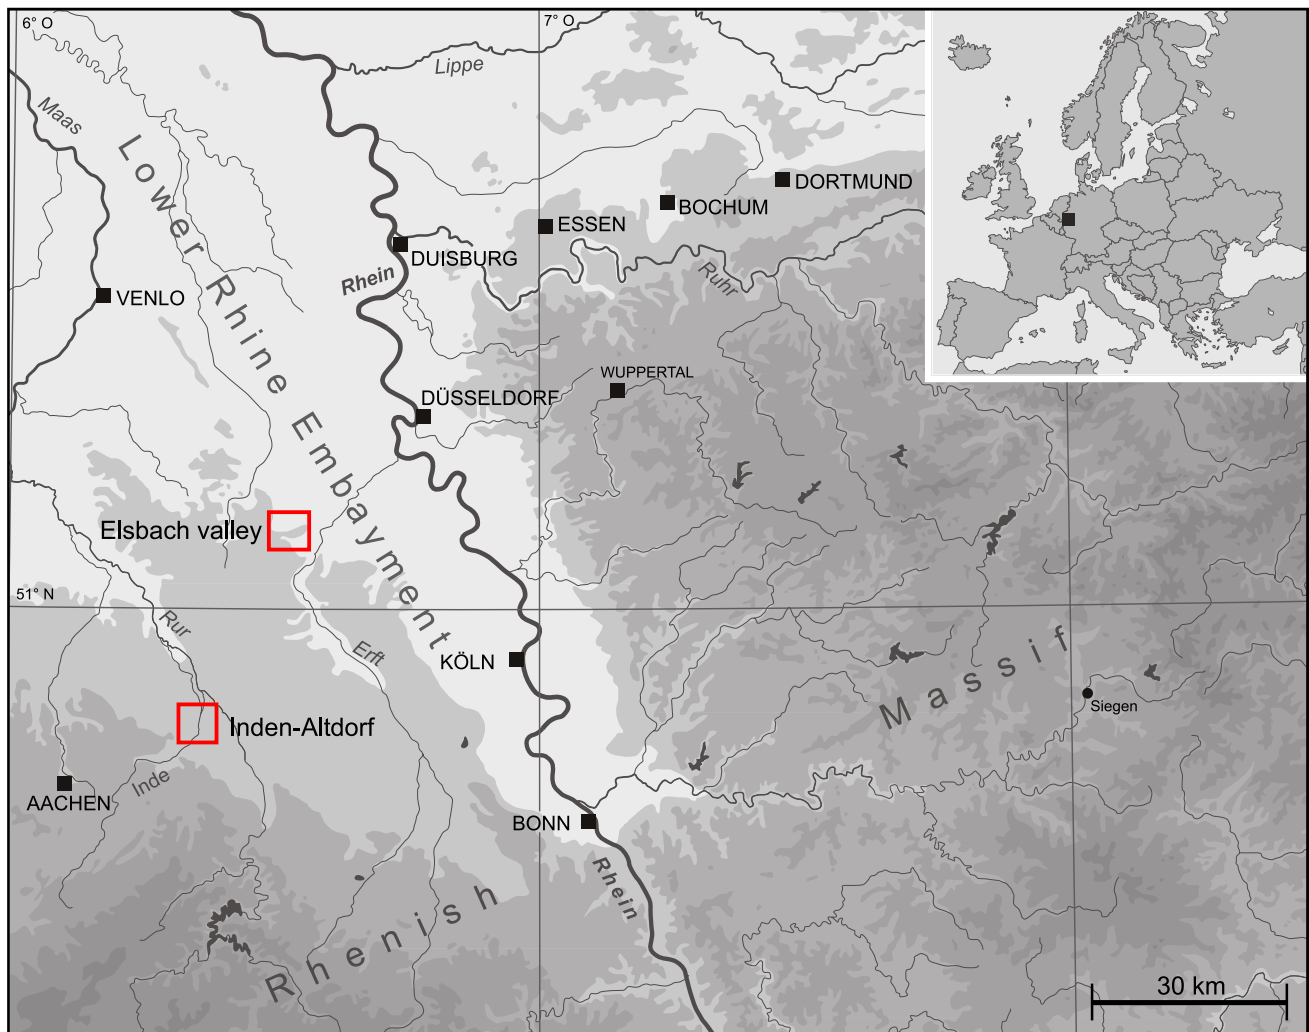 6° O
7° O
Lippe
Maas
Lower Rhine Embayment
DORTMUND
BOCHUM
ESSEN
DUISBURG
Rhein
Ruhr
VENLO
WUPPERTAL
DÜSSELDORF
Elsbach valley
51° N
Rur
Erft
KÖLN
Rhenish Massif
Siegen
Inden-Altdorf
Inde
AACHEN
BONN
Rhein
30 km